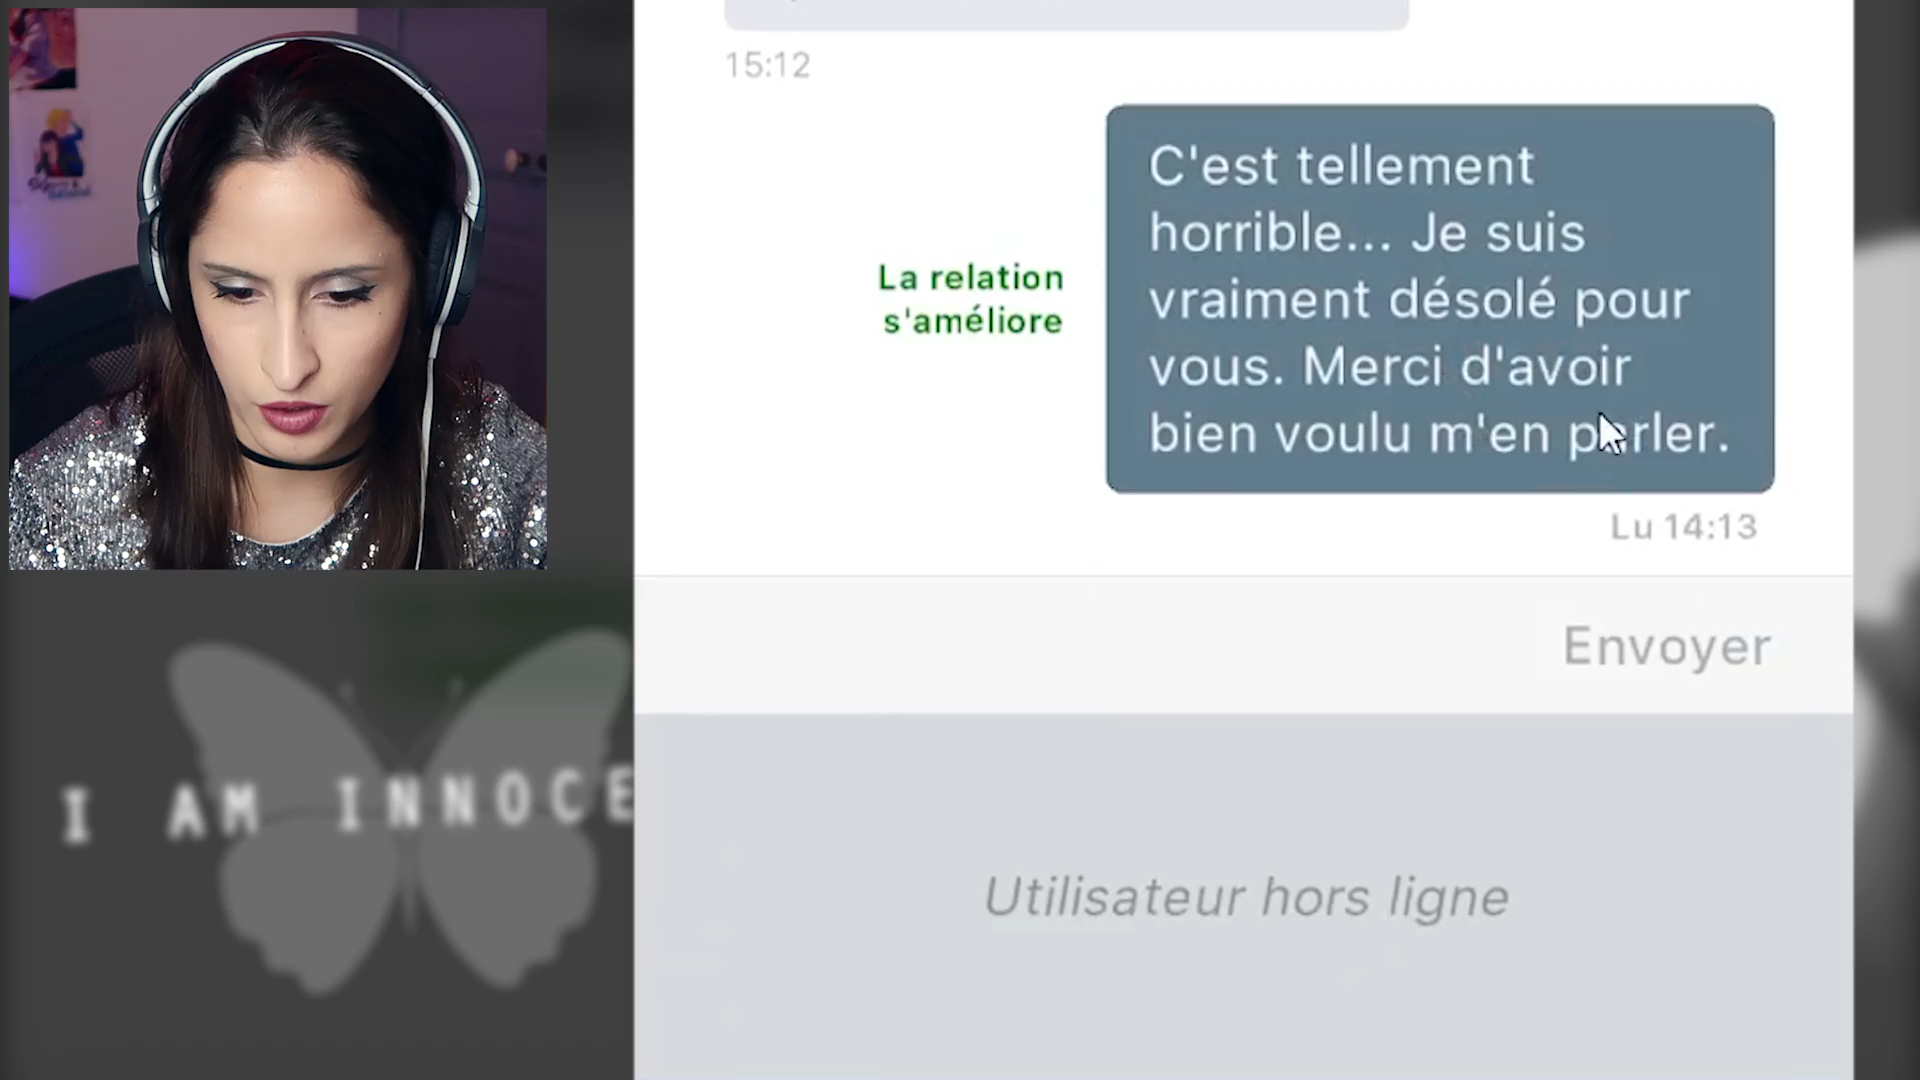 15:12
C'est tellement
horrible... Je suis
vraiment désolé pour
vous. Merci d'avoir
bien voulu m'en parler.
La relation
s'améliore
Lu 14:13
Envoyer
Utilisateur hors ligne
I AM INNOCE